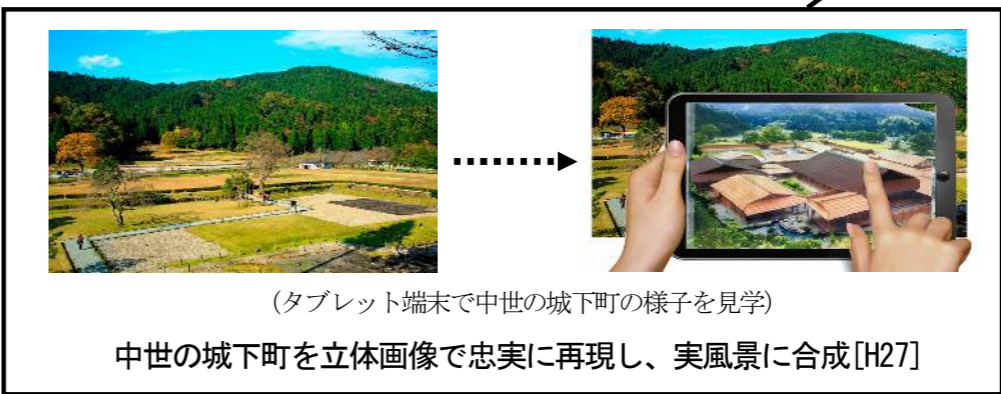 (タブレット端末で中世の城下町の様子を見学)
中世の城下町を立体画像で忠実に再現し、実風景に合成[H27]